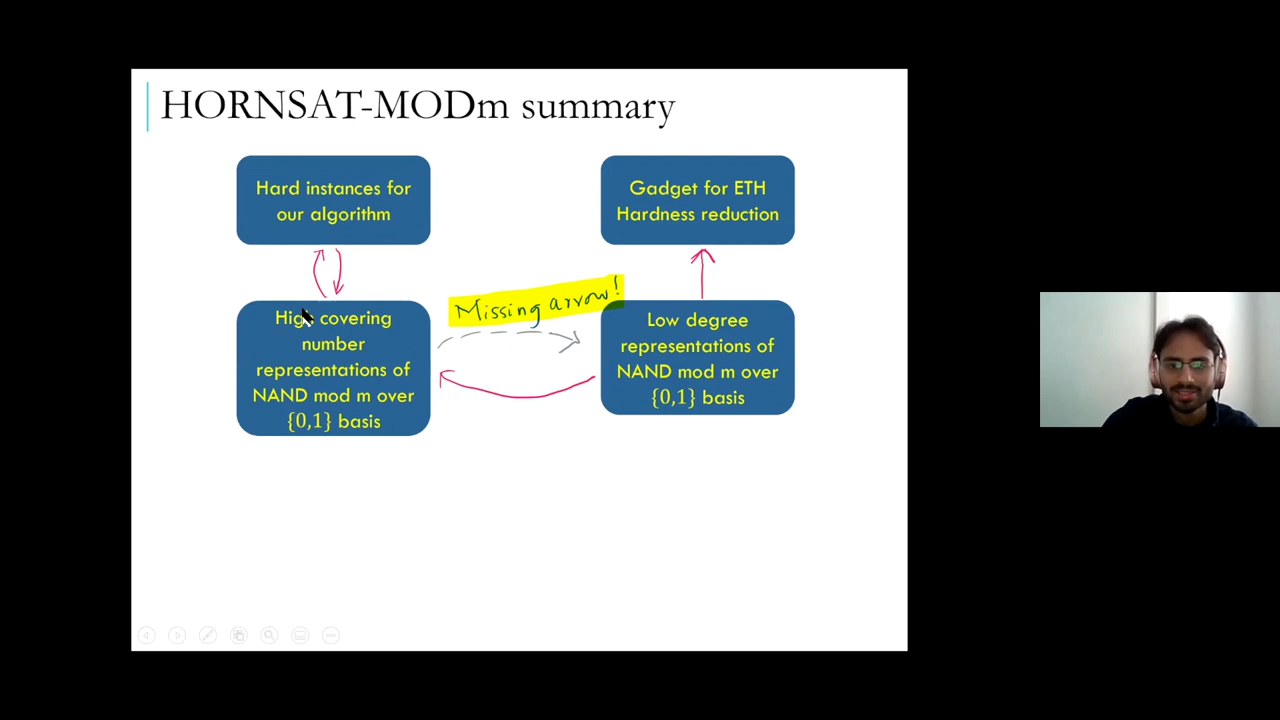 HORNSAT-MODm summary
Hard instances for
our algorithm
Gadget for ETH
Hardness reduction
Missing arrow!
High covering
number
representations of
NAND mod m over
{0,1} basis
Low degree
representations of
NAND mod m over
{0,1} basis